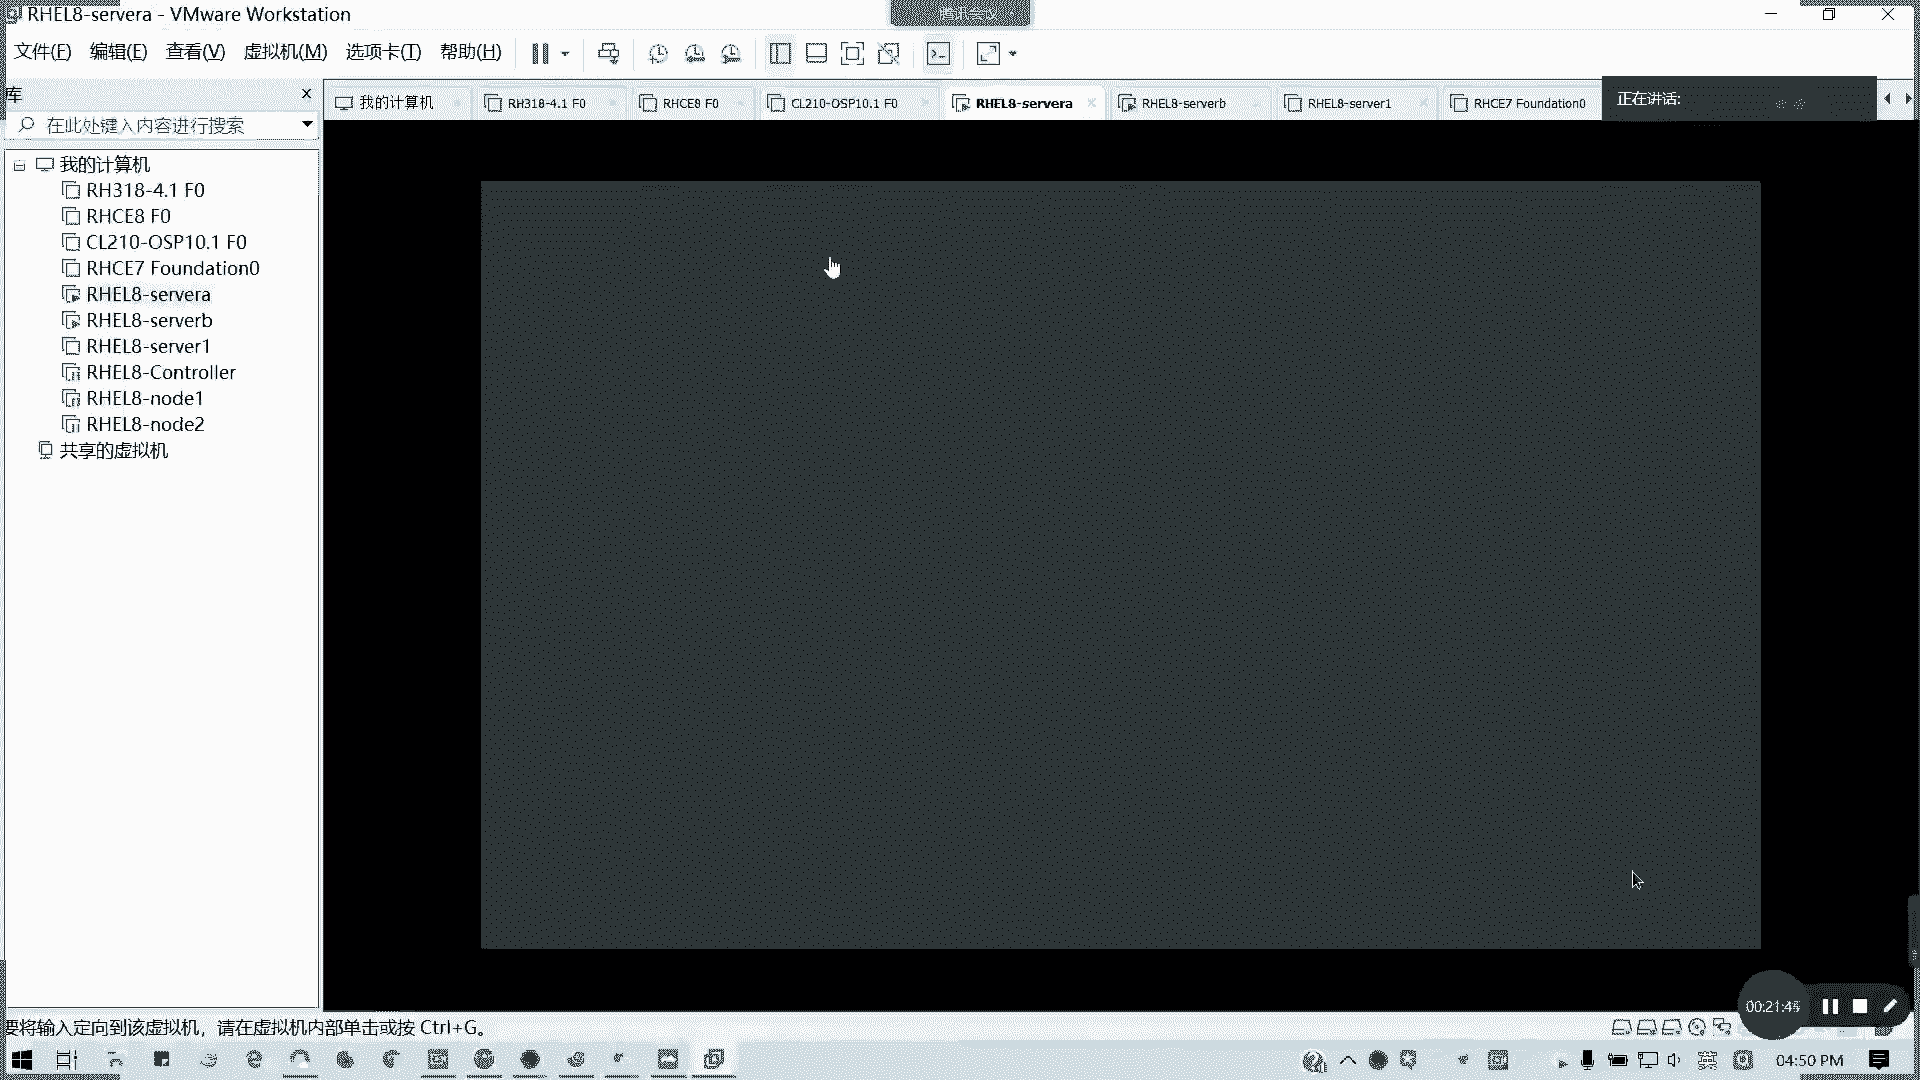 RHEL8-servera - VMware Workstation
腾讯会议
文件(F) 编辑(E) 查看(V) 虚拟机(M) 选项卡(T) 帮助(H)
库
在此处键入内容进行搜索
我的计算机
RH318-4.1 F0
RHCE8 F0
CL210-OSP10.1 F0
RHCE7 Foundation0
RHEL8-servera
RHEL8-serverb
RHEL8-server1
RHEL8-Controller
RHEL8-node1
RHEL8-node2
共享的虚拟机
我的计算机 RH318-4.1 F0 RHCE8 F0 CL210-OSP10.1 F0 RHEL8-servera RHEL8-serverb RHEL8-server1 RHCE7 Foundation0
正在讲话:
00:21:45
要将输入定向到该虚拟机，请在虚拟机内部单击或按 Ctrl+G。
英 04:50 PM